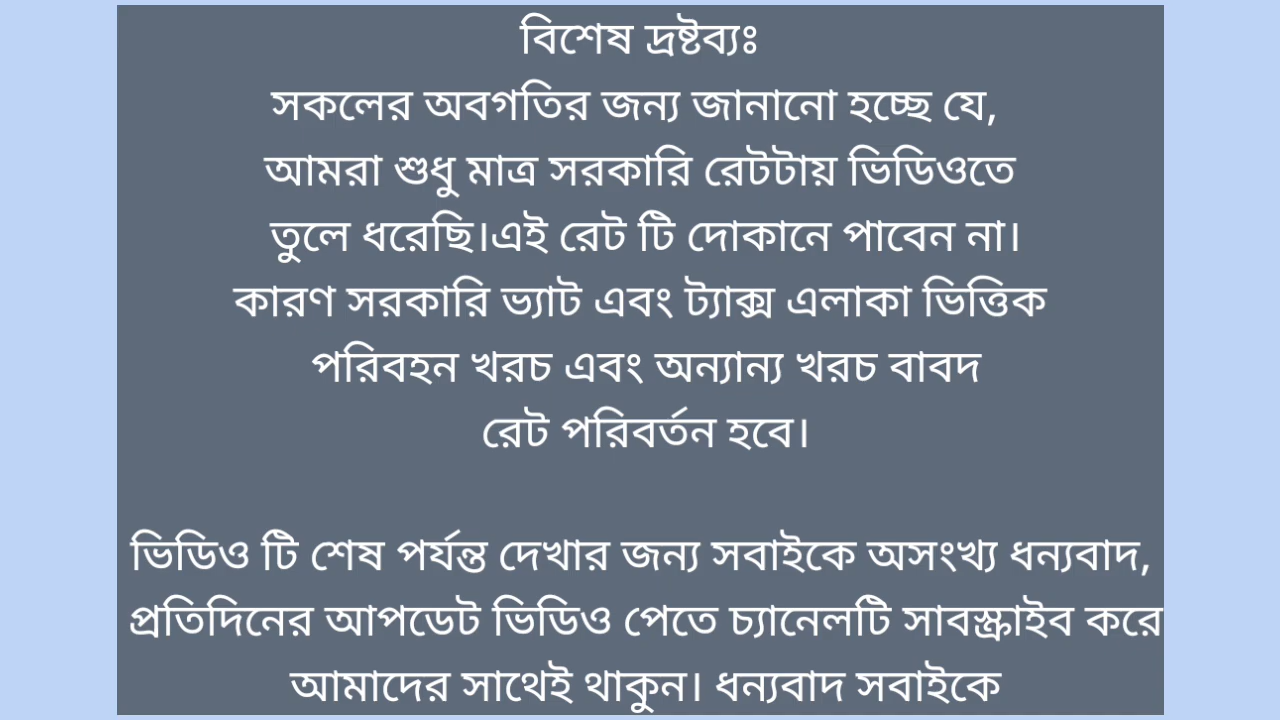 বিশেষ দ্রষ্টব্যঃ
সকলের অবগতির জন্য জানানো হচ্ছে যে,
আমরা শুধু মাত্র সরকারি রেটটায় ভিডিওতে
তুলে ধরেছি।এই রেট টি দোকানে পাবেন না।
কারণ সরকারি ভ্যাট এবং ট্যাক্স এলাকা ভিত্তিক
পরিবহন খরচ এবং অন্যান্য খরচ বাবদ
রেট পরিবর্তন হবে।
ভিডিও টি শেষ পর্যন্ত দেখার জন্য সবাইকে অসংখ্য ধন্যবাদ,
প্রতিদিনের আপডেট ভিডিও পেতে চ্যানেলটি সাবস্ক্রাইব করে
আমাদের সাথেই থাকুন। ধন্যবাদ সবাইকে